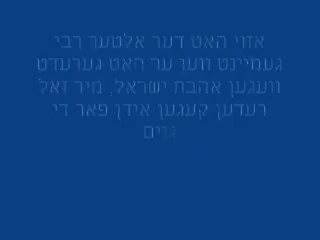 אזוי האט דער אלטער רבי
געמיינט ווען ער האט גערעדט
וועגען אהבת ישראל, מיר זאל
רעדען קעגען אידן פאר די
גוים